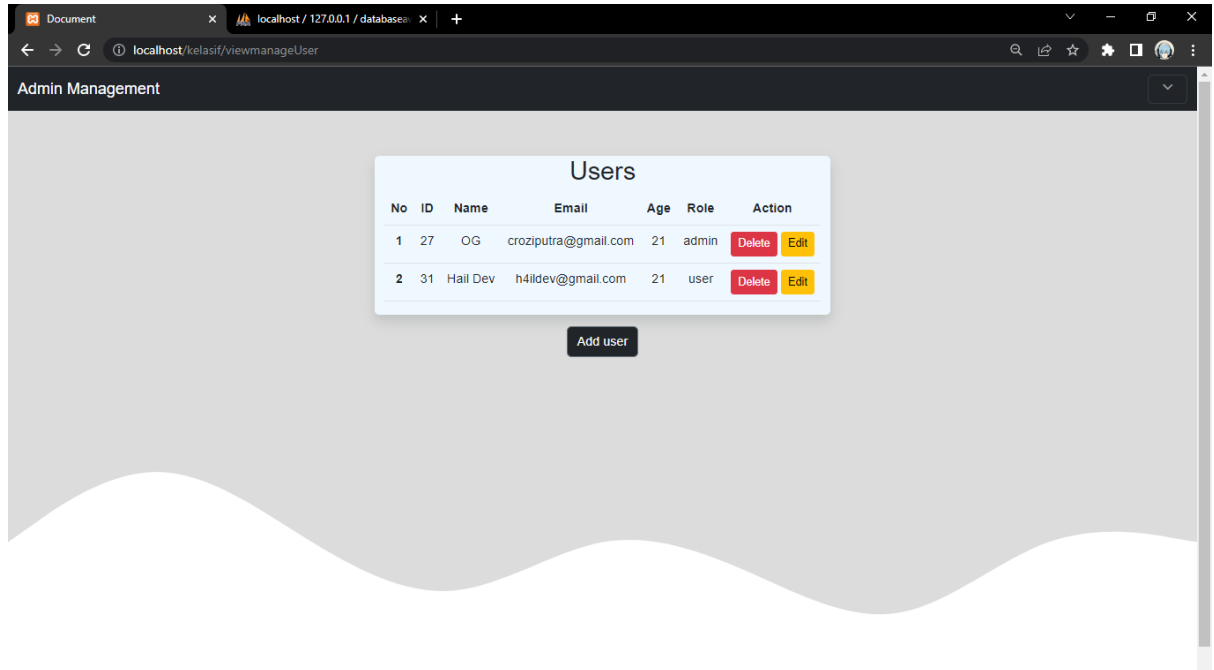 Document
localhost / 127.0.0.1 / databasea
localhost/kelasif/viewmanageUser
Admin Management
Users
No ID Name Email Age Role Action
1 27 OG croziputra@gmail.com 21 admin Delete Edit
2 31 Hail Dev h4ildev@gmail.com 21 user Delete Edit
Add user